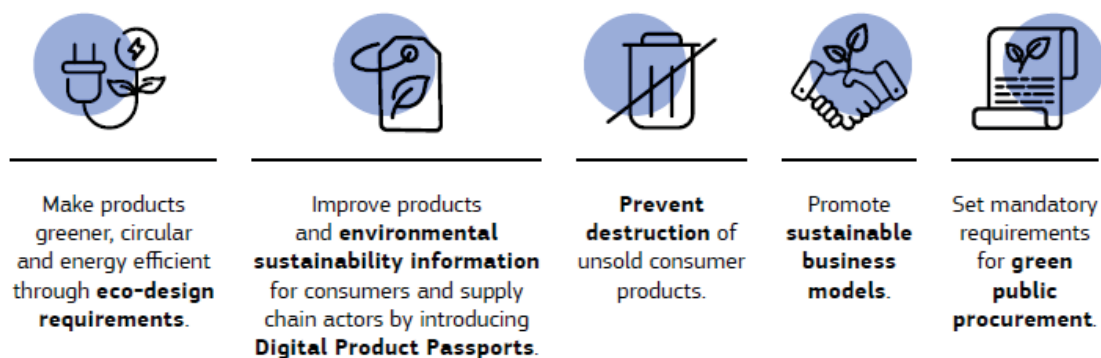 Make products
greener, circular
and energy efficient
through eco-design
requirements.
Improve products
and environmental
sustainability information
for consumers and supply
chain actors by introducing
Digital Product Passports.
Prevent
destruction of
unsold consumer
products.
Promote
sustainable
business
models.
Set mandatory
requirements
for green
public
procurement.